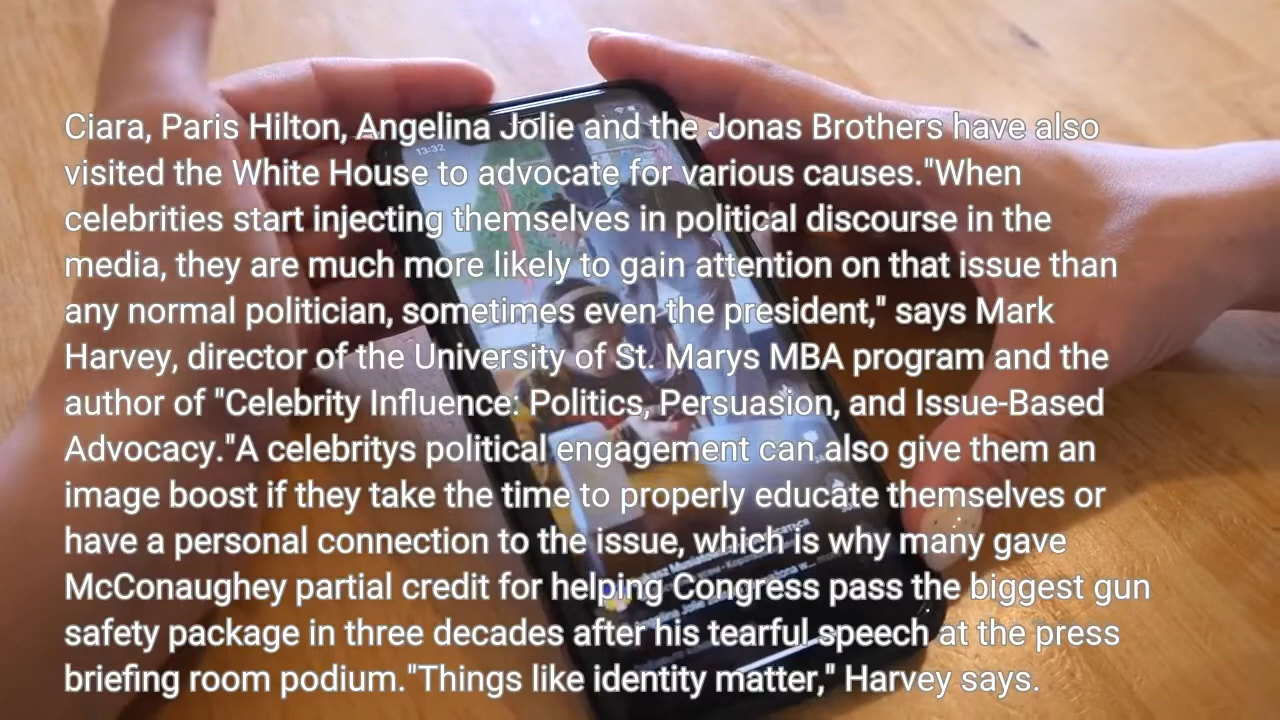 Ciara, Paris Hilton, Angelina Jolie and the Jonas Brothers have also
visited the White House to advocate for various causes."When
celebrities start injecting themselves in political discourse in the
media, they are much more likely to gain attention on that issue than
any normal politician, sometimes even the president," says Mark
Harvey, director of the University of St. Marys MBA program and the
author of "Celebrity Influence: Politics, Persuasion, and Issue-Based
Advocacy."A celebritys political engagement can also give them an
image boost if they take the time to properly educate themselves or
have a personal connection to the issue, which is why many gave
McConaughey partial credit for helping Congress pass the biggest gun
safety package in three decades after his tearful speech at the press
briefing room podium."Things like identity matter," Harvey says.
13:32